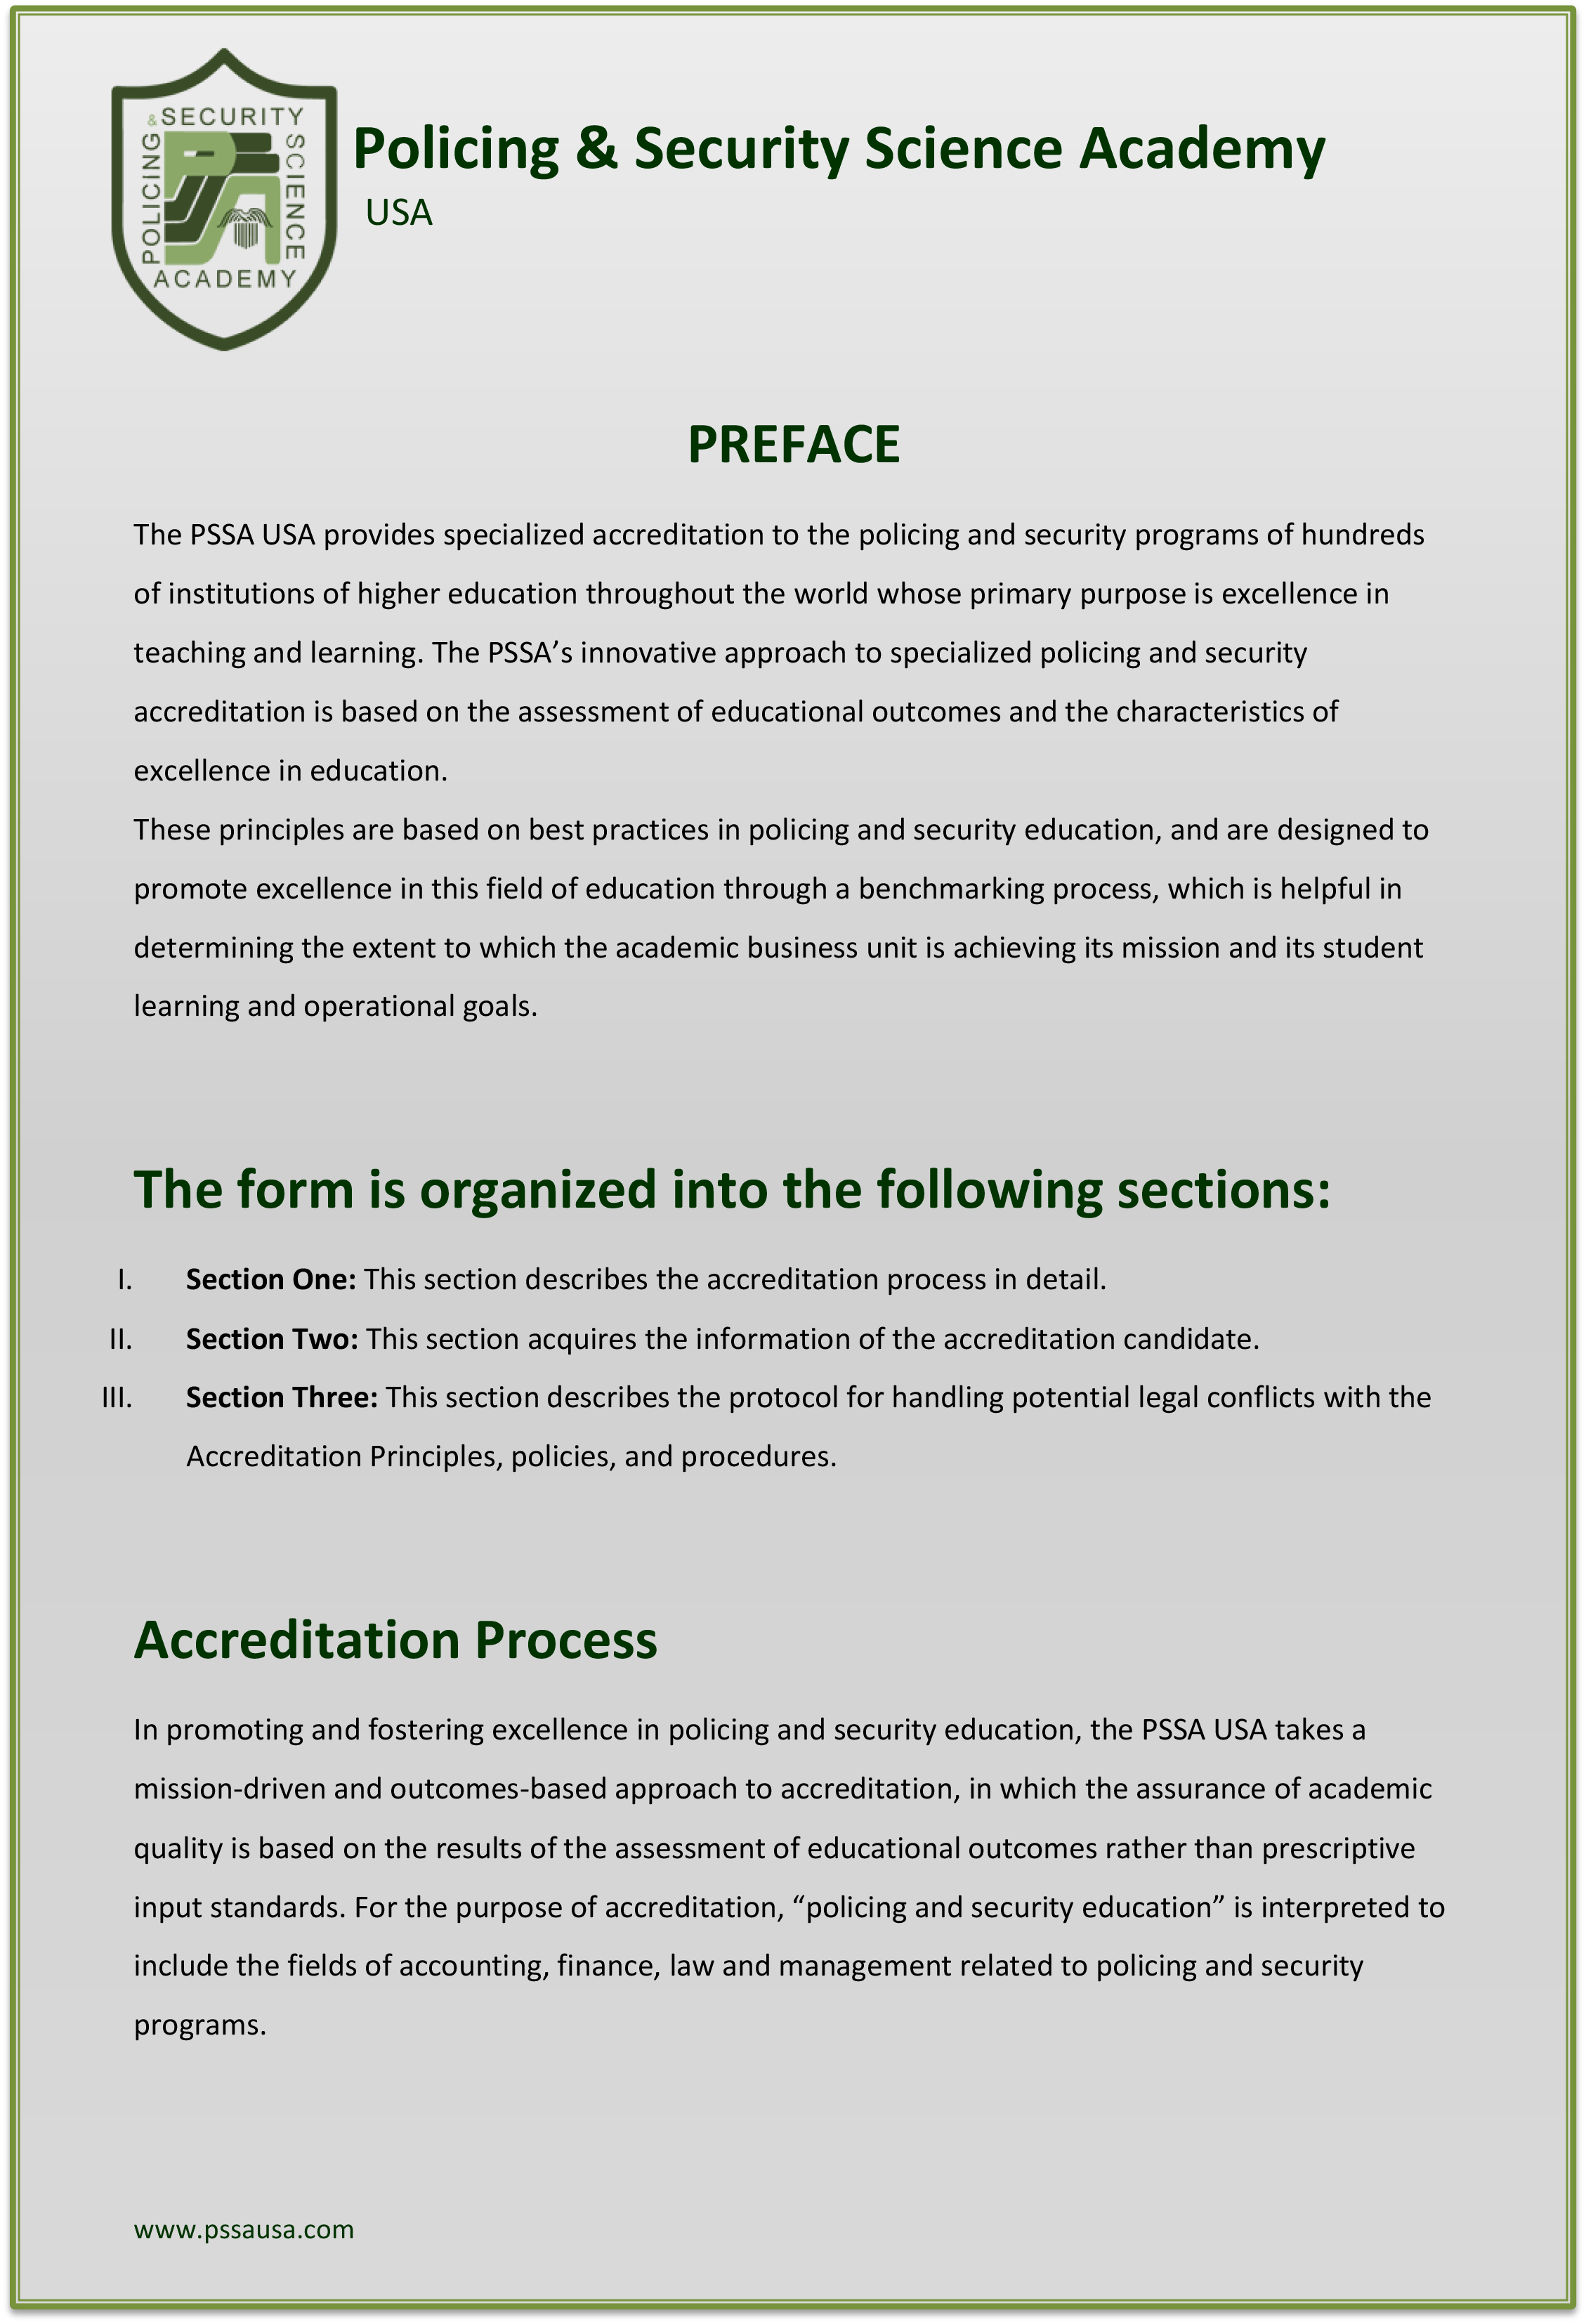 &SECURITY
POLICING
SCIENCE
ACADEMY
Policing & Security Science Academy
USA
PREFACE
The PSSA USA provides specialized accreditation to the policing and security programs of hundreds
of institutions of higher education throughout the world whose primary purpose is excellence in
teaching and learning. The PSSA’s innovative approach to specialized policing and security
accreditation is based on the assessment of educational outcomes and the characteristics of
excellence in education.
These principles are based on best practices in policing and security education, and are designed to
promote excellence in this field of education through a benchmarking process, which is helpful in
determining the extent to which the academic business unit is achieving its mission and its student
learning and operational goals.
The form is organized into the following sections:
I. Section One: This section describes the accreditation process in detail.
II. Section Two: This section acquires the information of the accreditation candidate.
III. Section Three: This section describes the protocol for handling potential legal conflicts with the
Accreditation Principles, policies, and procedures.
Accreditation Process
In promoting and fostering excellence in policing and security education, the PSSA USA takes a
mission-driven and outcomes-based approach to accreditation, in which the assurance of academic
quality is based on the results of the assessment of educational outcomes rather than prescriptive
input standards. For the purpose of accreditation, “policing and security education” is interpreted to
include the fields of accounting, finance, law and management related to policing and security
programs.
www.pssausa.com